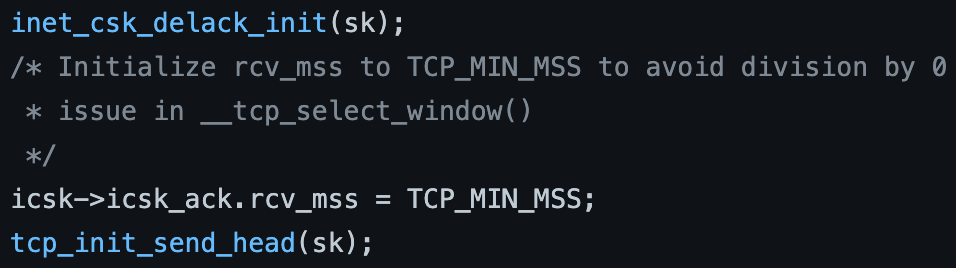 inet_csk_delack_init(sk);
/* Initialize rcv_mss to TCP_MIN_MSS to avoid division by 0
 * issue in __tcp_select_window()
 */
icsk->icsk_ack.rcv_mss = TCP_MIN_MSS;
tcp_init_send_head(sk);